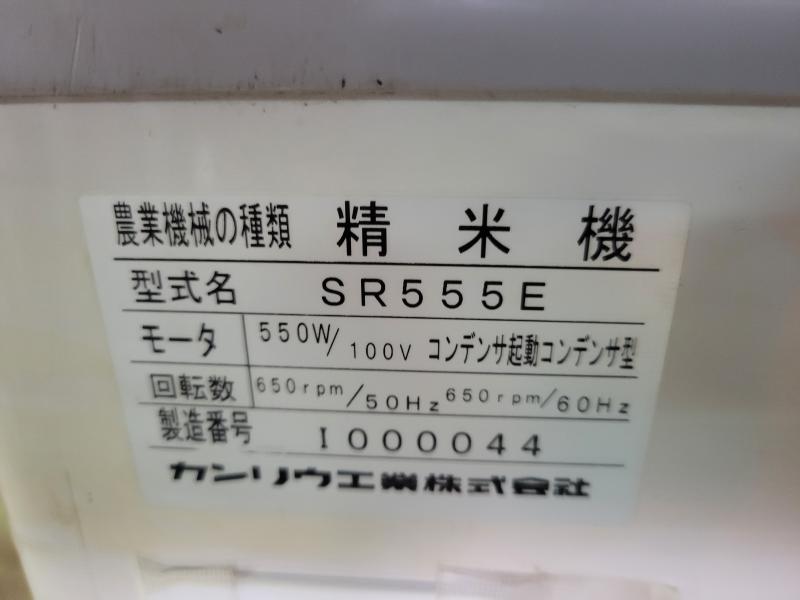 農業機械の種類 精米機
型式名 SR555E
モータ 550W/100V コンデンサ起動コンデンサ型
回転数 650rpm/50Hz 650rpm/60Hz
製造番号 I000044
カンリウ工業株式会社